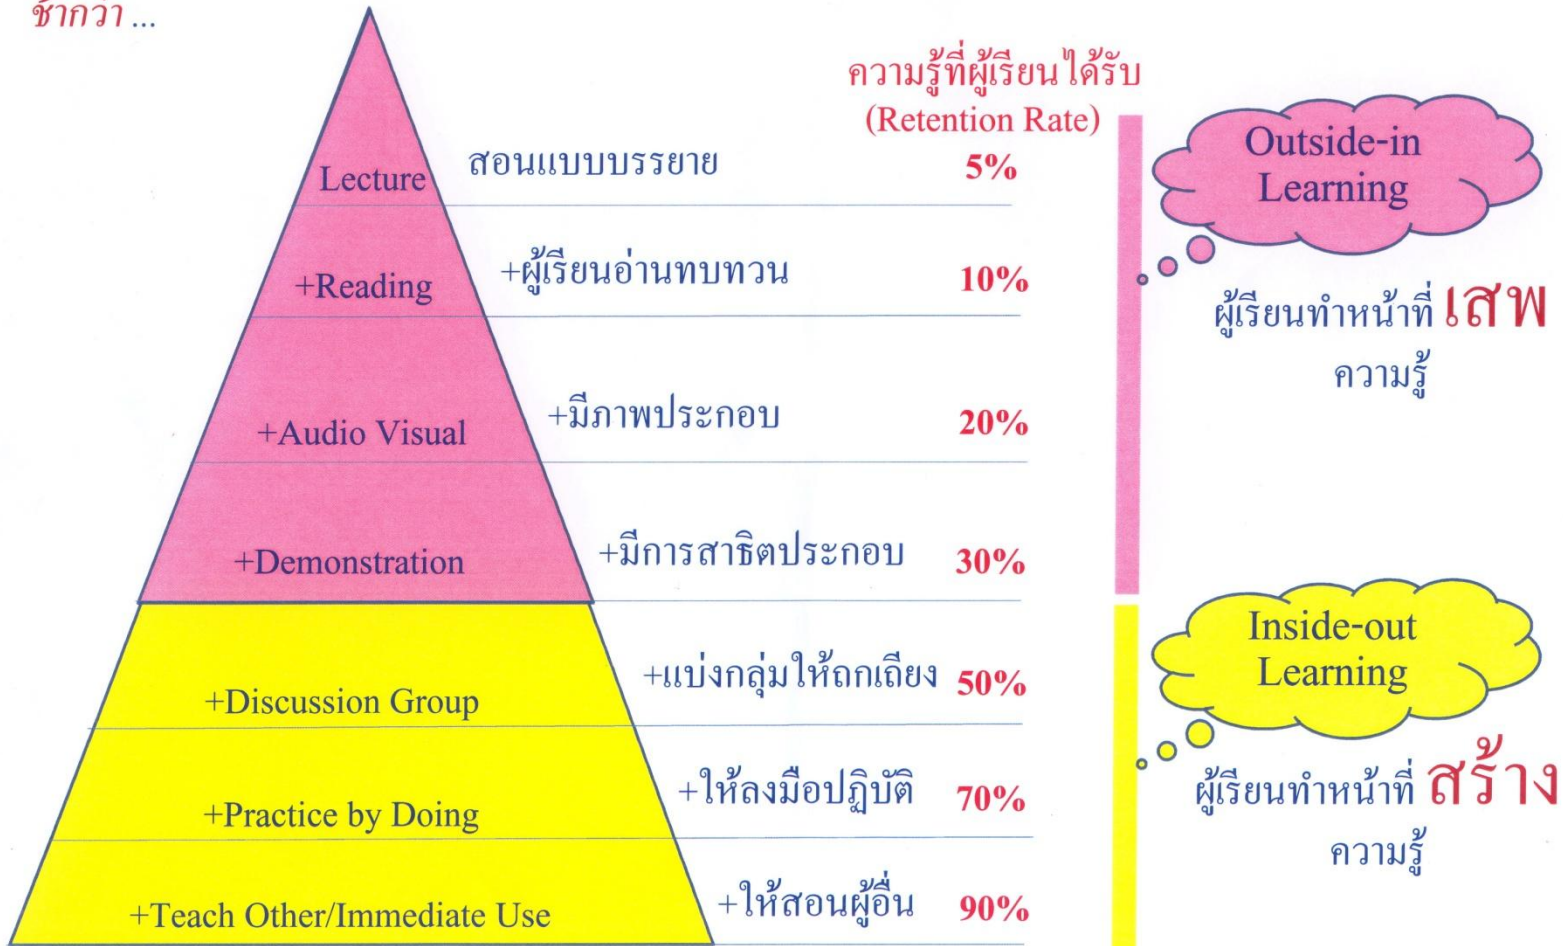 ช้ากว่า ...
ความรู้ที่ผู้เรียนได้รับ
(Retention Rate)
Lecture สอนแบบบรรยาย 5%
+Reading +ผู้เรียนอ่านทบทวน 10%
+Audio Visual +มีภาพประกอบ 20%
+Demonstration +มีการสาธิตประกอบ 30%
+Discussion Group +แบ่งกลุ่มให้ถกเถียง 50%
+Practice by Doing +ให้ลงมือปฏิบัติ 70%
+Teach Other/Immediate Use +ให้สอนผู้อื่น 90%
Outside-in
Learning
ผู้เรียนทำหน้าที่ เสพ
ความรู้
Inside-out
Learning
ผู้เรียนทำหน้าที่ สร้าง
ความรู้